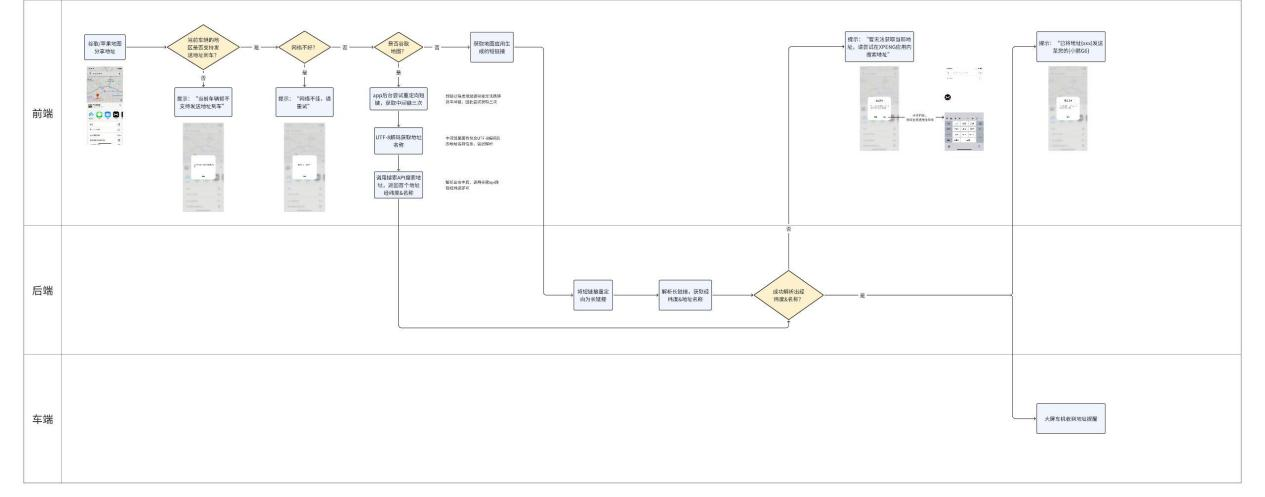 前端
谷歌/苹果地图
分享地址
当前车辆的地
区是否支持发
送地址到车？
是
否
提示：“当前车辆暂不
支持发送地址到车”
网络不好？
否
是
提示：“网络不佳，请
重试”
是否谷歌
地图？
否
是
获取地图应用生
成的短链接
app后台尝试重定向短
链，获取中间链三次
UTF-8解码获取地址
名称
调用搜索API搜索地
址，返回首个地址
经纬度&名称
提示：“暂无法获取当前地
址，请尝试在XPENG应用内
搜索地址”
提示：“已将地址(xxx)发送
至您的(小鹏G6)
否
后端
将短链接重定
向为长链接
解析长链接，获取经
纬度&地址名称
成功解析出经
纬度&名称？
是
车端
大屏车机收到地址提醒